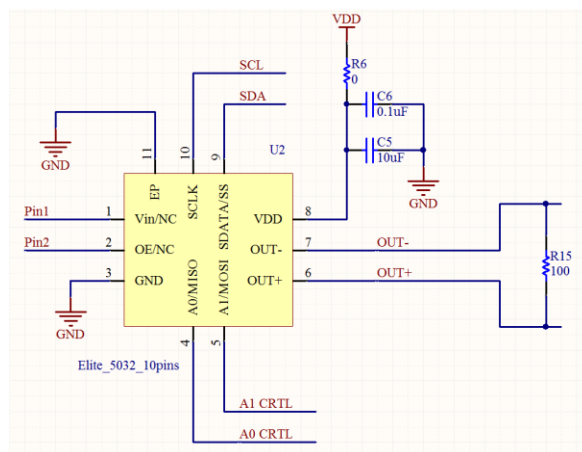 VDD
R6
0
SCL
C6
0.1uF
SDA
C5
10uF
U2
GND
11
10
9
GND
EP
SCLK
SDATA/SS
Pin1
1
Vin/NC
VDD
8
Pin2
2
OE/NC
OUT-
7
OUT-
3
GND
OUT+
6
OUT+
R15
100
A0/MISO
A1/MOSI
GND
4
5
Elite_5032_10pins
A1 CRTL
A0 CRTL